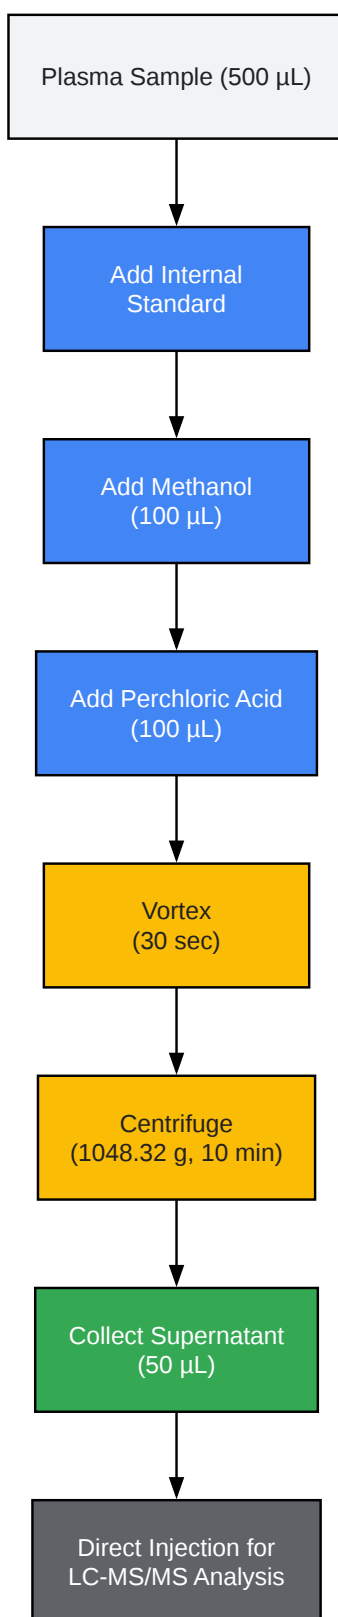 Plasma Sample (500 µL)
Add Internal
Standard
Add Methanol
(100 µL)
Add Perchloric Acid
(100 µL)
Vortex
(30 sec)
Centrifuge
(1048.32 g, 10 min)
Collect Supernatant
(50 µL)
Direct Injection for
LC-MS/MS Analysis